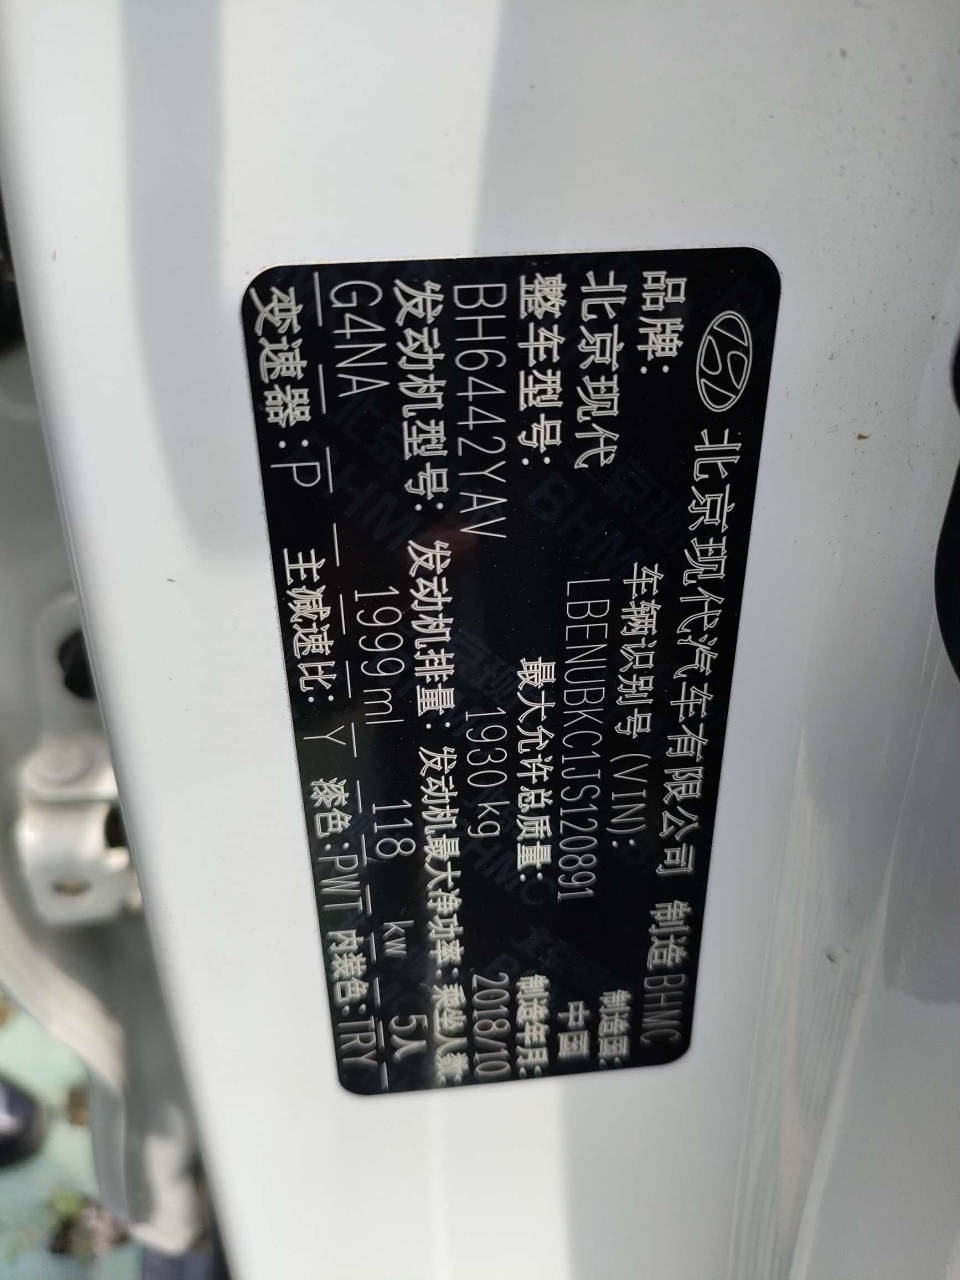 北京现代汽车有限公司 制造 BHMC
品牌: 车辆识别号 (VIN): 制造国:
北京现代 LBENUBKC1JS120891 中国
整车型号: 最大允许总质量: 制造年月:
BH6442YAV 1930kg 2018/10
发动机型号: 发动机排量: 发动机最大净功率: 乘坐人数:
G4NA 1999ml 118 kw 5人
变速器:P 主减速比: Y 漆色:PWT 内装色:TRY